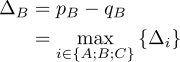 Δ_B = p_B − q_B
= max_{i∈{A;B;C}} {Δ_i}